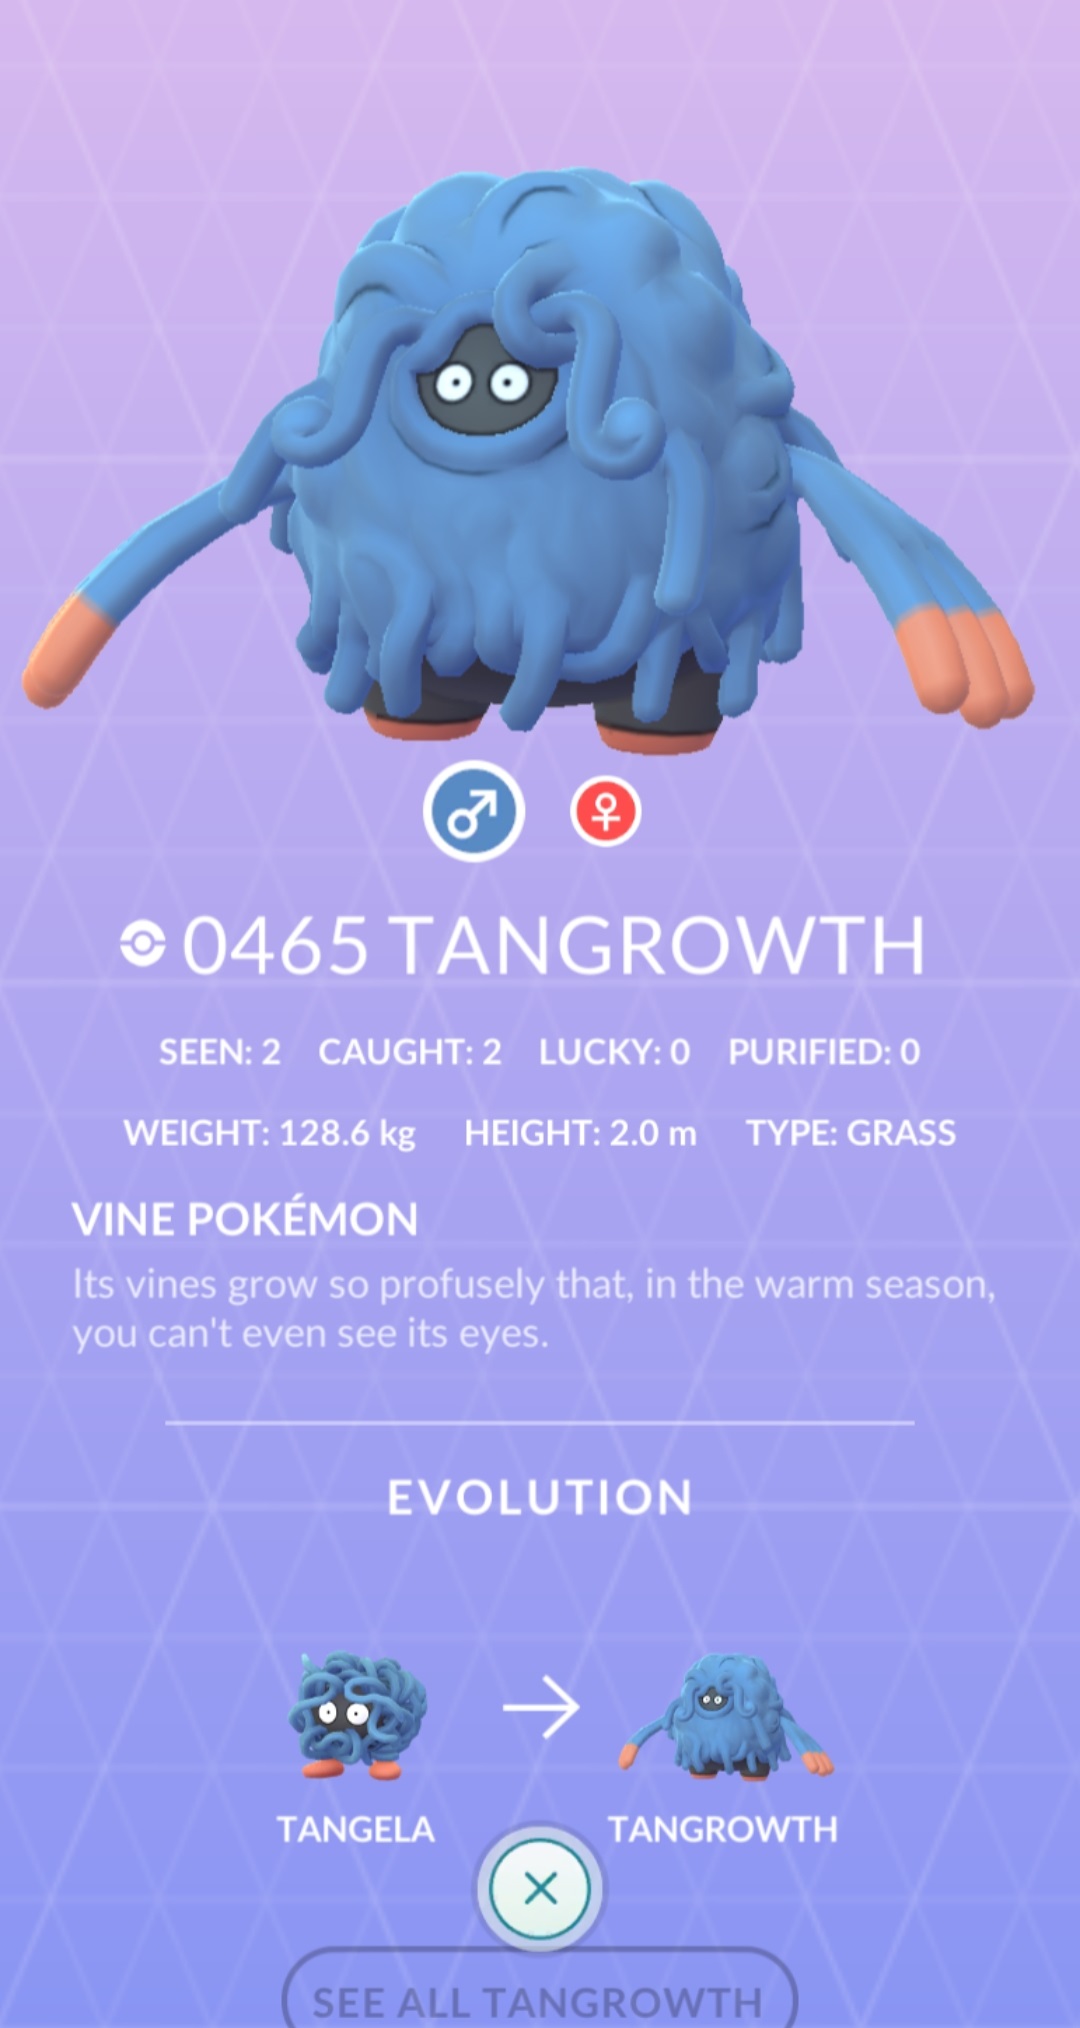 0465 TANGROWTH
SEEN: 2 CAUGHT: 2 LUCKY: 0 PURIFIED: 0
WEIGHT: 128.6 kg HEIGHT: 2.0 m TYPE: GRASS
VINE POKÉMON
Its vines grow so profusely that, in the warm season,
you can't even see its eyes.
EVOLUTION
TANGELA TANGROWTH
SEE ALL TANGROWTH